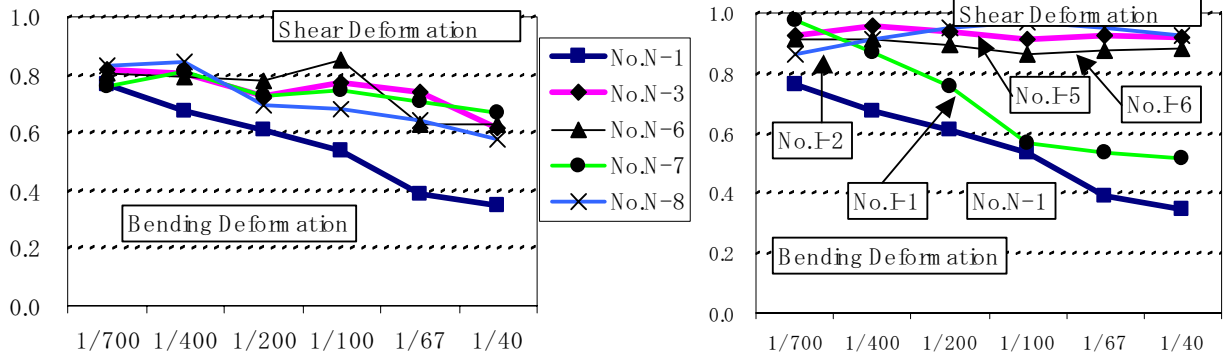 1.0
Shear Deformation
0.8
0.6
0.4
Bending Deformation
0.2
0.0
1/700 1/400 1/200 1/100 1/67 1/40
No.N-1
No.N-3
No.N-6
No.N-7
No.N-8
1.0
Shear Deformation
0.8
No.I-5
No.I-6
0.6
No.I-2
0.4
No.I-1
No.N-1
Bending Deformation
0.2
0.0
1/700 1/400 1/200 1/100 1/67 1/40